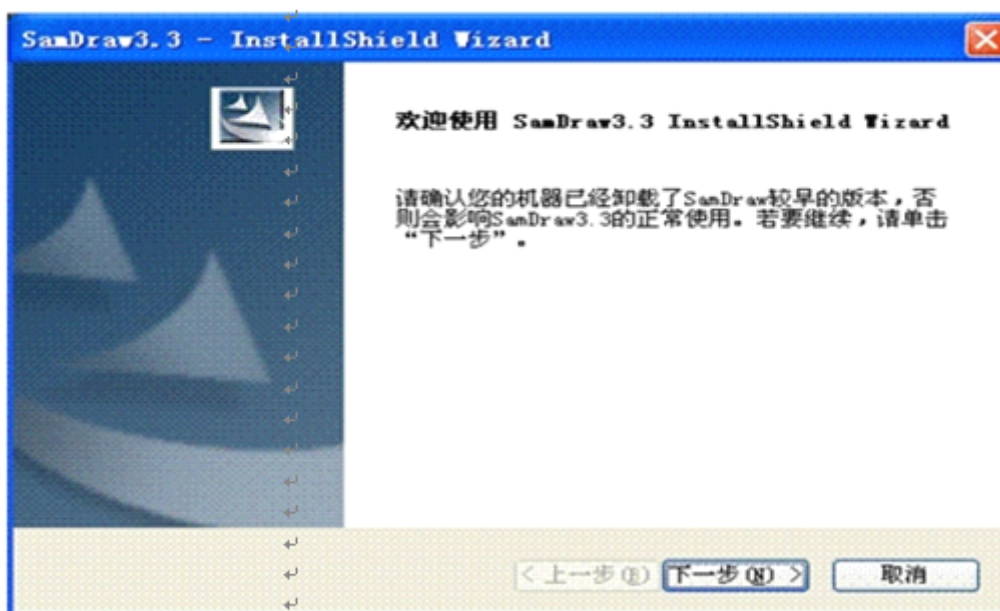 SamDraw3.3 - InstallShield Wizard
欢迎使用 SamDraw3.3 InstallShield Wizard
请确认您的机器已经卸载了SamDraw较早的版本，否
则会影响SamDraw3.3的正常使用。若要继续，请单击
“下一步”。
< 上一步(B) 下一步(N) > 取消